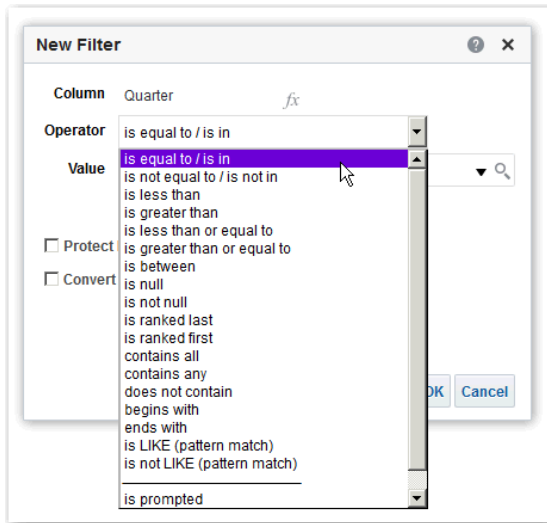 New Filter
Column Quarter fx
Operator is equal to / is in
Value
is equal to / is in
is not equal to / is not in
is less than
is greater than
is less than or equal to
is greater than or equal to
is between
is null
is not null
is ranked last
is ranked first
contains all
contains any
does not contain
begins with
ends with
is LIKE (pattern match)
is not LIKE (pattern match)
is prompted
Protect
Convert
OK Cancel